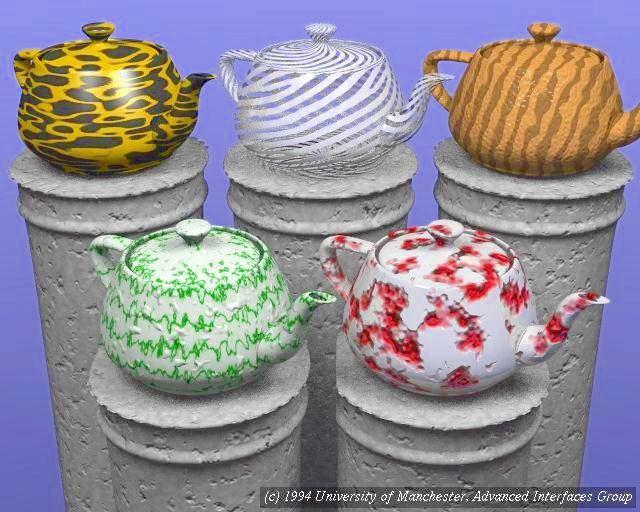 (c) 1994 University of Manchester, Advanced Interfaces Group